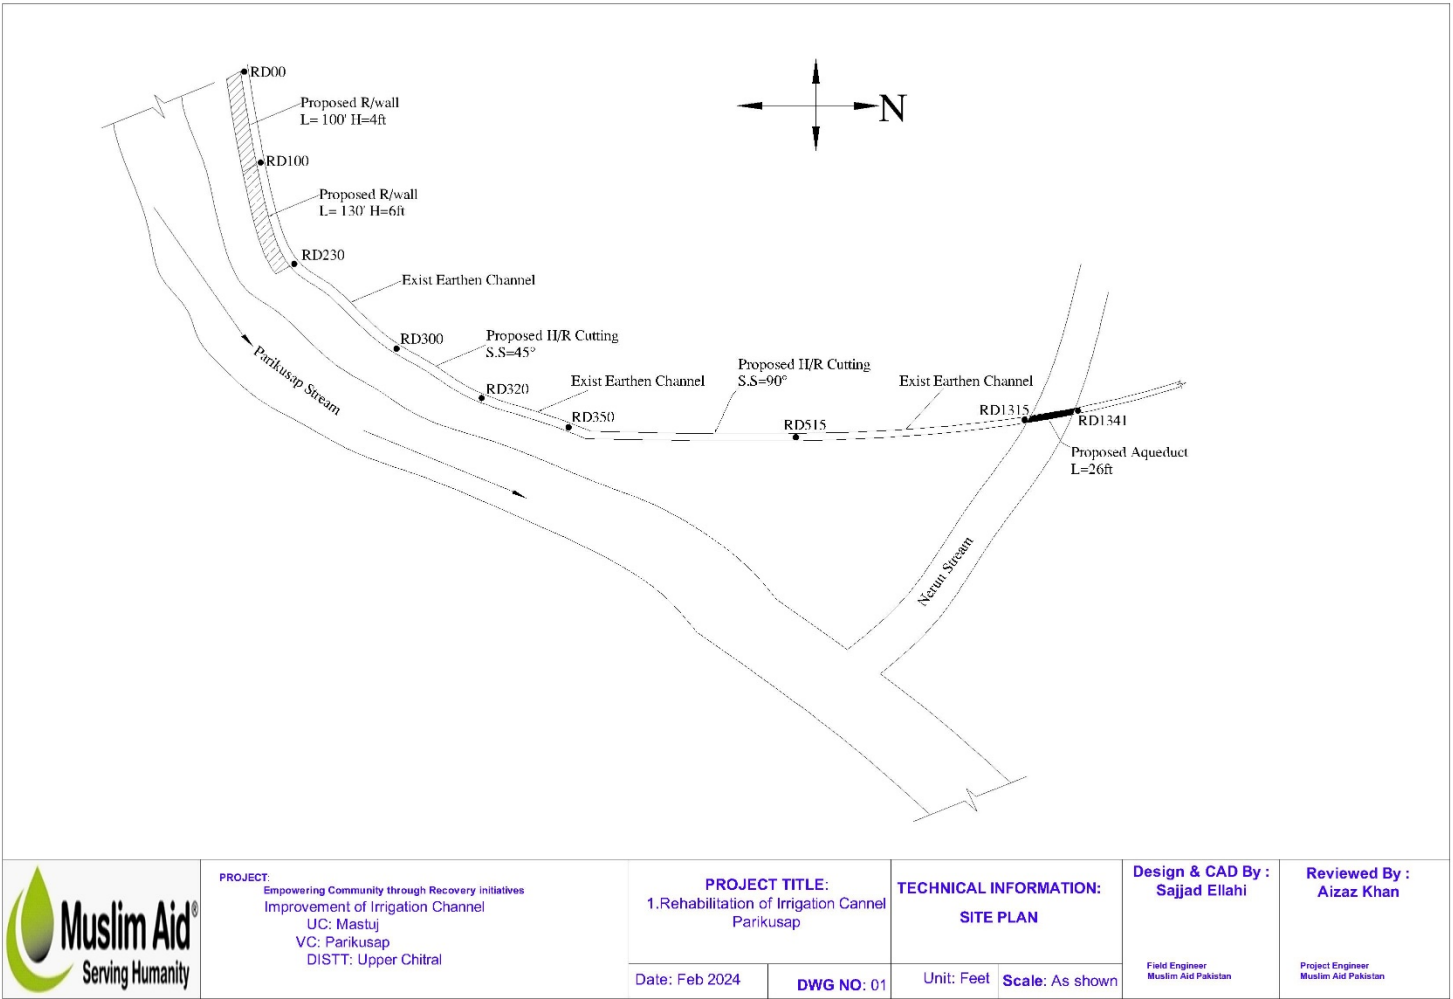 RD00
Proposed R/wall
L= 100' H=4ft
RD100
Proposed R/wall
L= 130' H=6ft
RD230
Exist Earthen Channel
RD300
Proposed H/R Cutting
S.S=45°
RD320
Exist Earthen Channel
RD350
Proposed H/R Cutting
S.S=90°
RD515
Exist Earthen Channel
RD1315
RD1341
Proposed Aqueduct
L=26ft
N
Parikusap Stream
Nerun Stream
Muslim Aid®
Serving Humanity
PROJECT:
Empowering Community through Recovery initiatives
Improvement of Irrigation Channel
UC: Mastuj
VC: Parikusap
DISTT: Upper Chitral
PROJECT TITLE:
1.Rehabilitation of Irrigation Cannel
Parikusap
Date: Feb 2024
DWG NO: 01
TECHNICAL INFORMATION:
SITE PLAN
Unit: Feet
Scale: As shown
Design & CAD By :
Sajjad Ellahi
Field Engineer
Muslim Aid Pakistan
Reviewed By :
Aizaz Khan
Project Engineer
Muslim Aid Pakistan